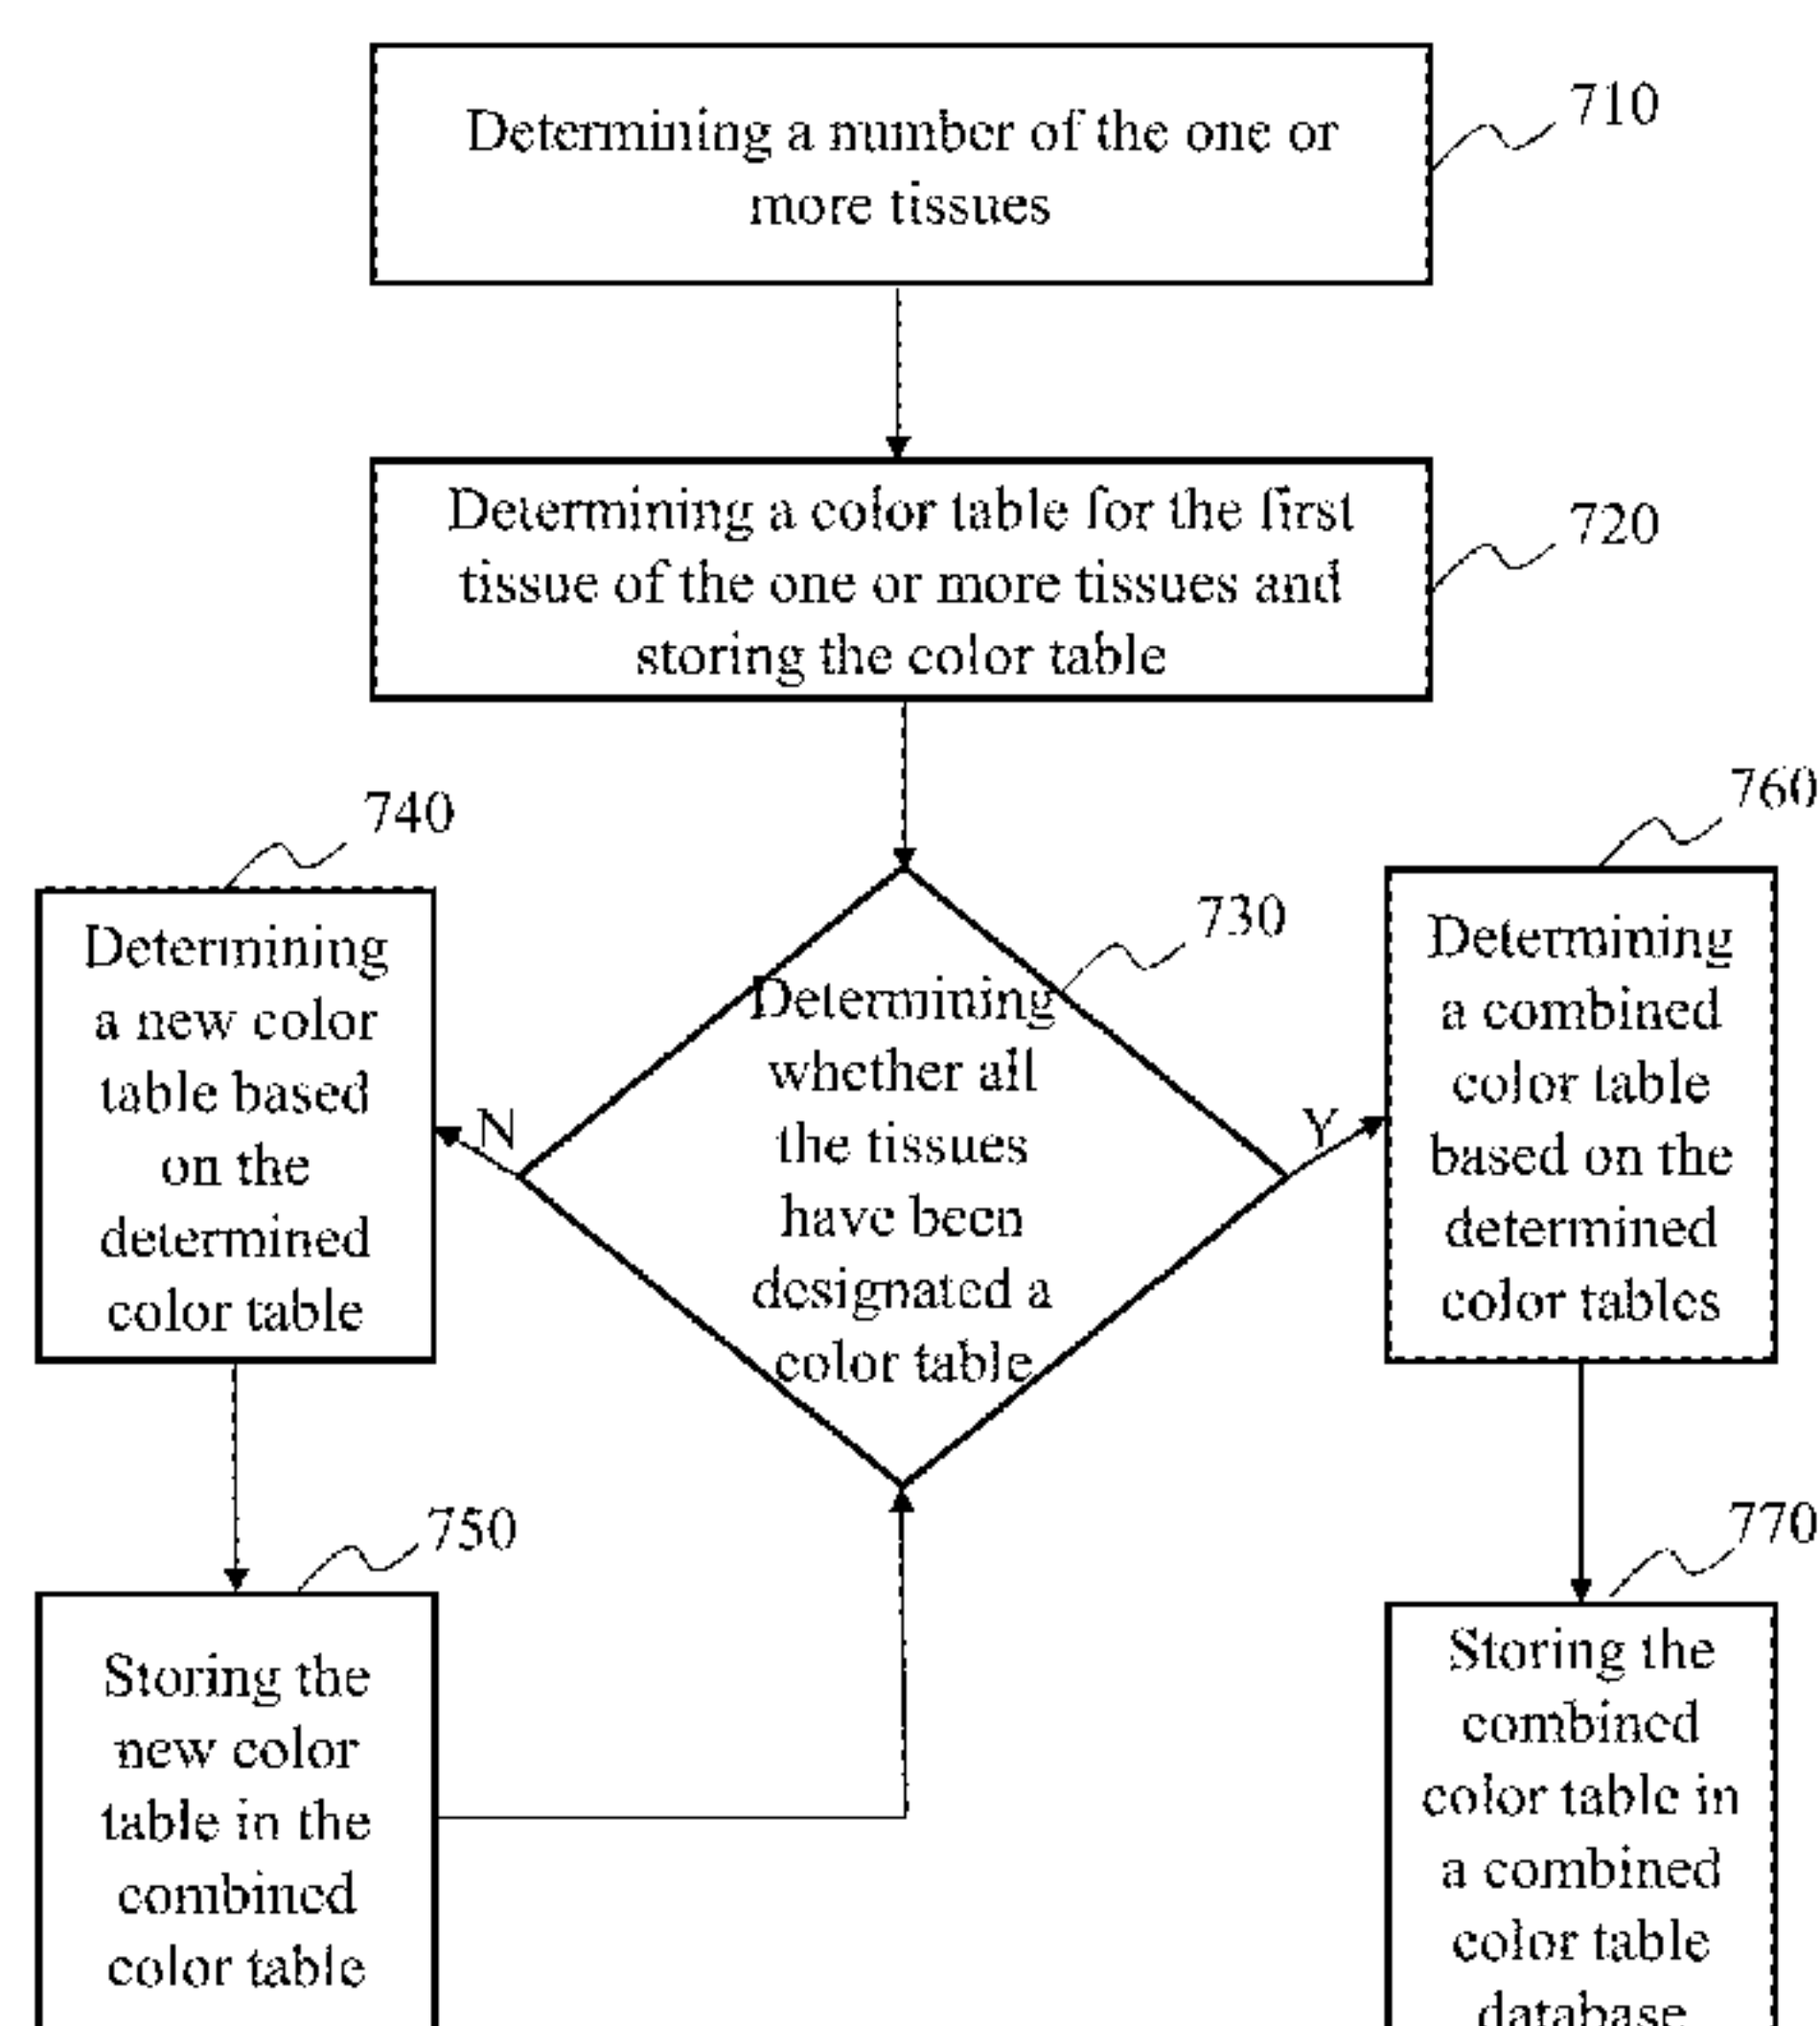 710
Determining a number of the one or
more tissues
720
Determining a color table for the first
tissue of the one or more tissues and
storing the color table
730
Determining
whether all
the tissues
have been
designated a
color table
N
Y
740
Determining
a new color
table based
on the
determined
color table
750
Storing the
new color
table in the
combined
color table
760
Determining
a combined
color table
based on the
determined
color tables
770
Storing the
combined
color table in
a combined
color table
database